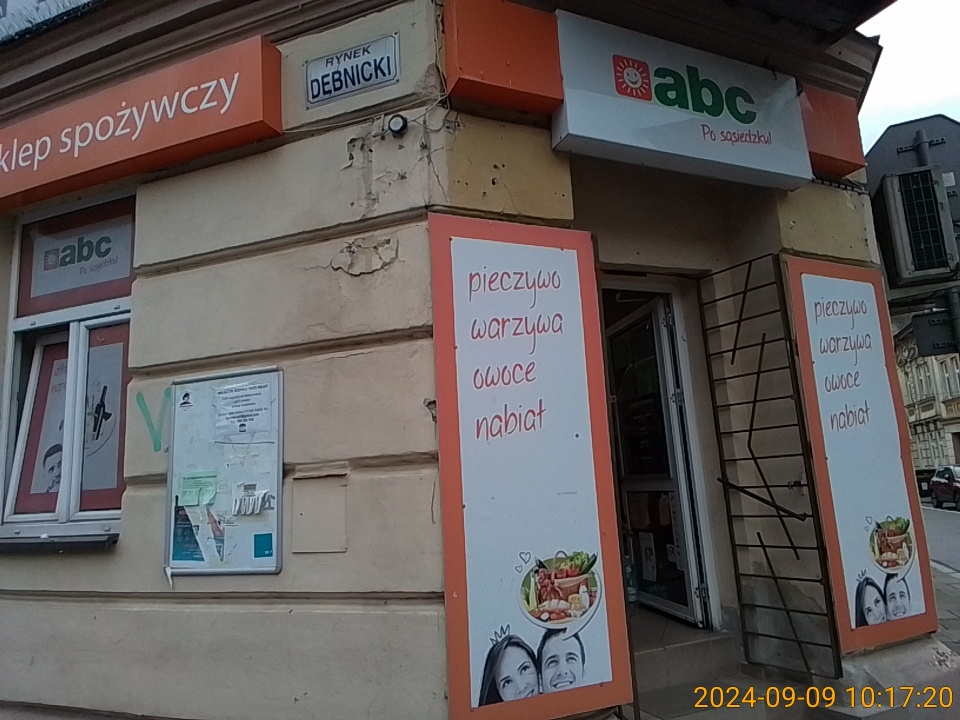 RYNEK
DĘBNICKI
klep spożywczy
abc
Po sąsiedzku!
abc
Po sąsiedzku!
pieczywo
warzywa
owoce
nabiał
pieczywo
warzywa
owoce
nabiał
2024-09-09 10:17:20